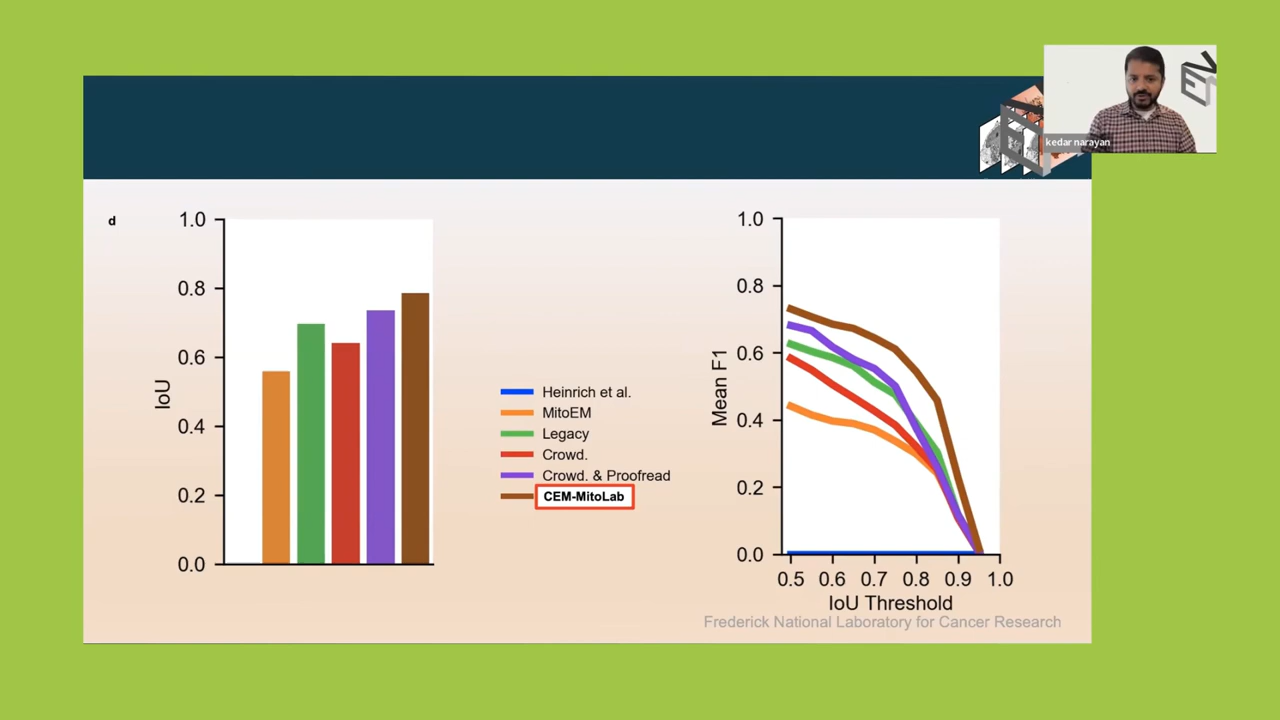 kedar narayan
d
1.0
0.8
0.6
0.4
0.2
0.0
IoU
Heinrich et al.
MitoEM
Legacy
Crowd.
Crowd. & Proofread
CEM-MitoLab
1.0
0.8
0.6
0.4
0.2
0.0
Mean F1
0.5 0.6 0.7 0.8 0.9 1.0
IoU Threshold
Frederick National Laboratory for Cancer Research